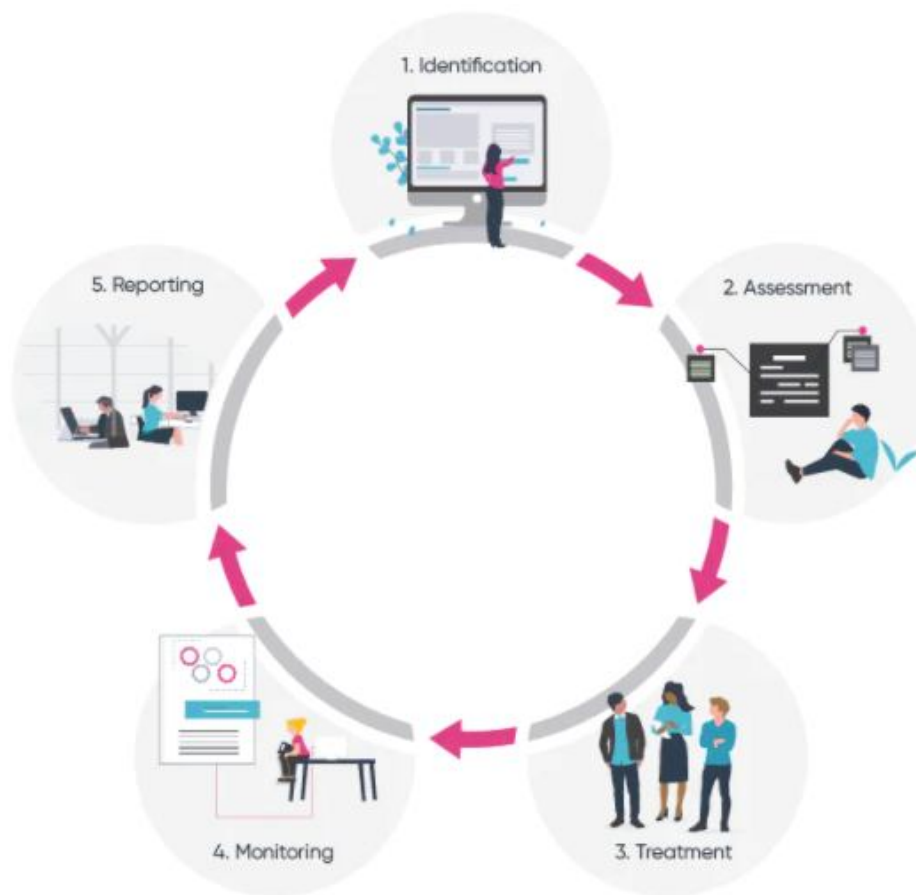 1. Identification
2. Assessment
3. Treatment
4. Monitoring
5. Reporting